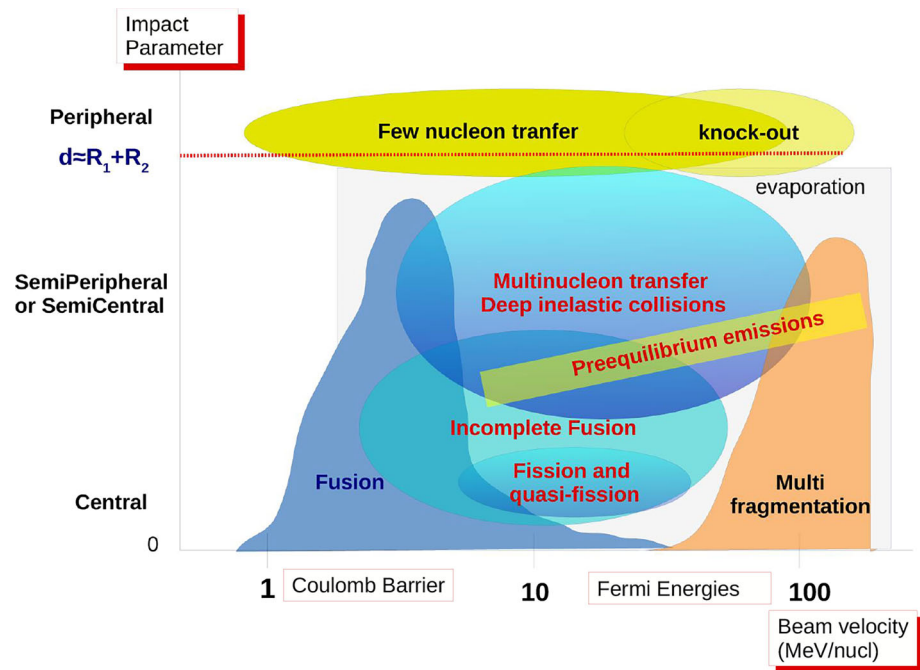 Impact
Parameter
Peripheral
Few nucleon tranfer
knock-out
d≈R1+R2
evaporation
SemiPeripheral
or SemiCentral
Multinucleon transfer
Deep inelastic collisions
Preequilibrium emissions
Incomplete Fusion
Fusion
Fission and
quasi-fission
Central
Multi
fragmentation
0
1
Coulomb Barrier
10
Fermi Energies
100
Beam velocity
(MeV/nucl)